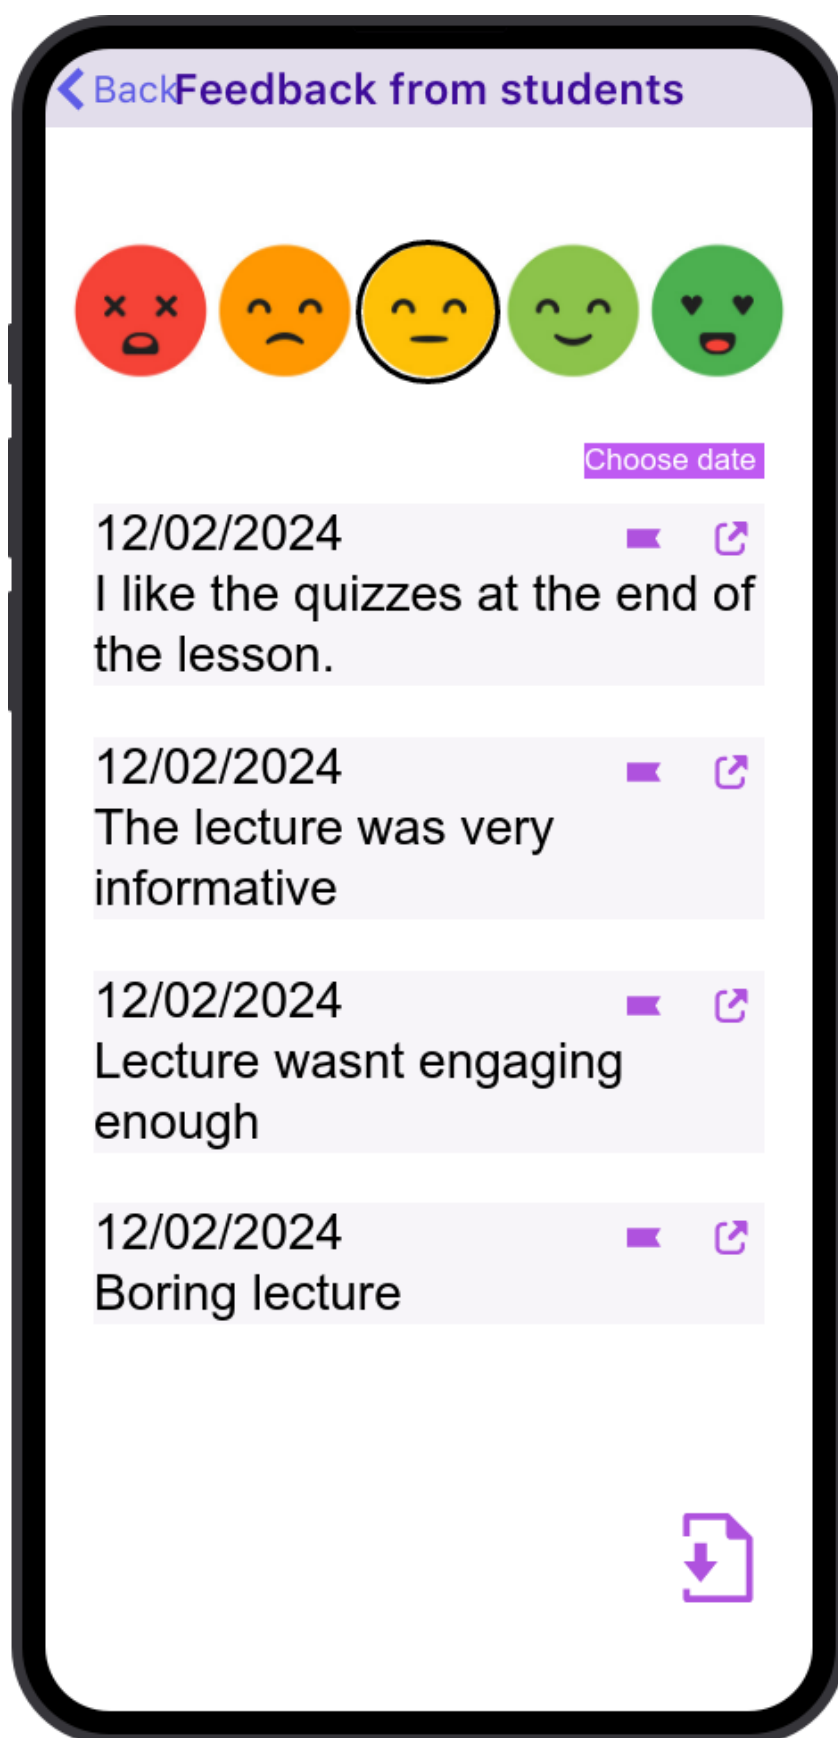 Back Feedback from students
Choose date
12/02/2024
I like the quizzes at the end of
the lesson.
12/02/2024
The lecture was very
informative
12/02/2024
Lecture wasnt engaging
enough
12/02/2024
Boring lecture